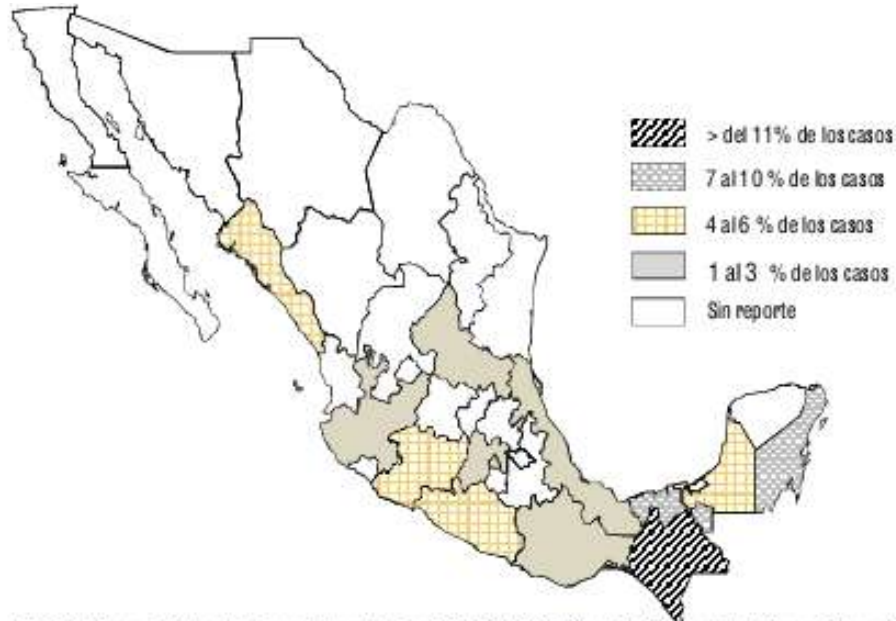 > del 11% de los casos
7 al 10 % de los casos
4 al 6 % de los casos
1 al 3 % de los casos
Sin reporte